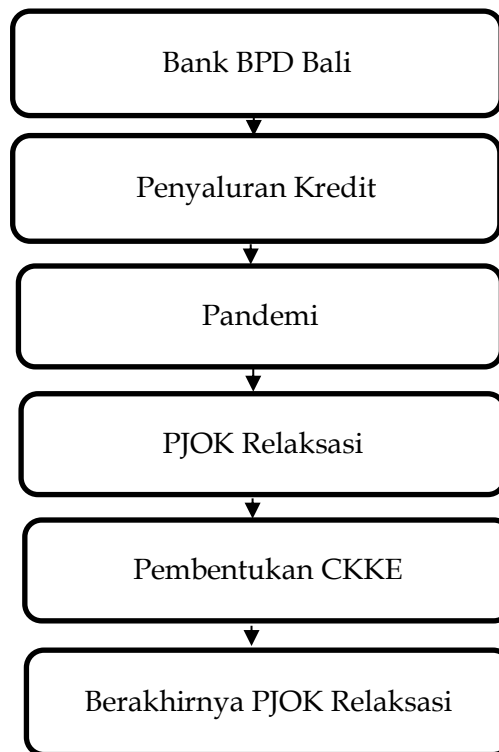 Bank BPD Bali
Penyaluran Kredit
Pandemi
PJOK Relaksasi
Pembentukan CKKE
Berakhirnya PJOK Relaksasi